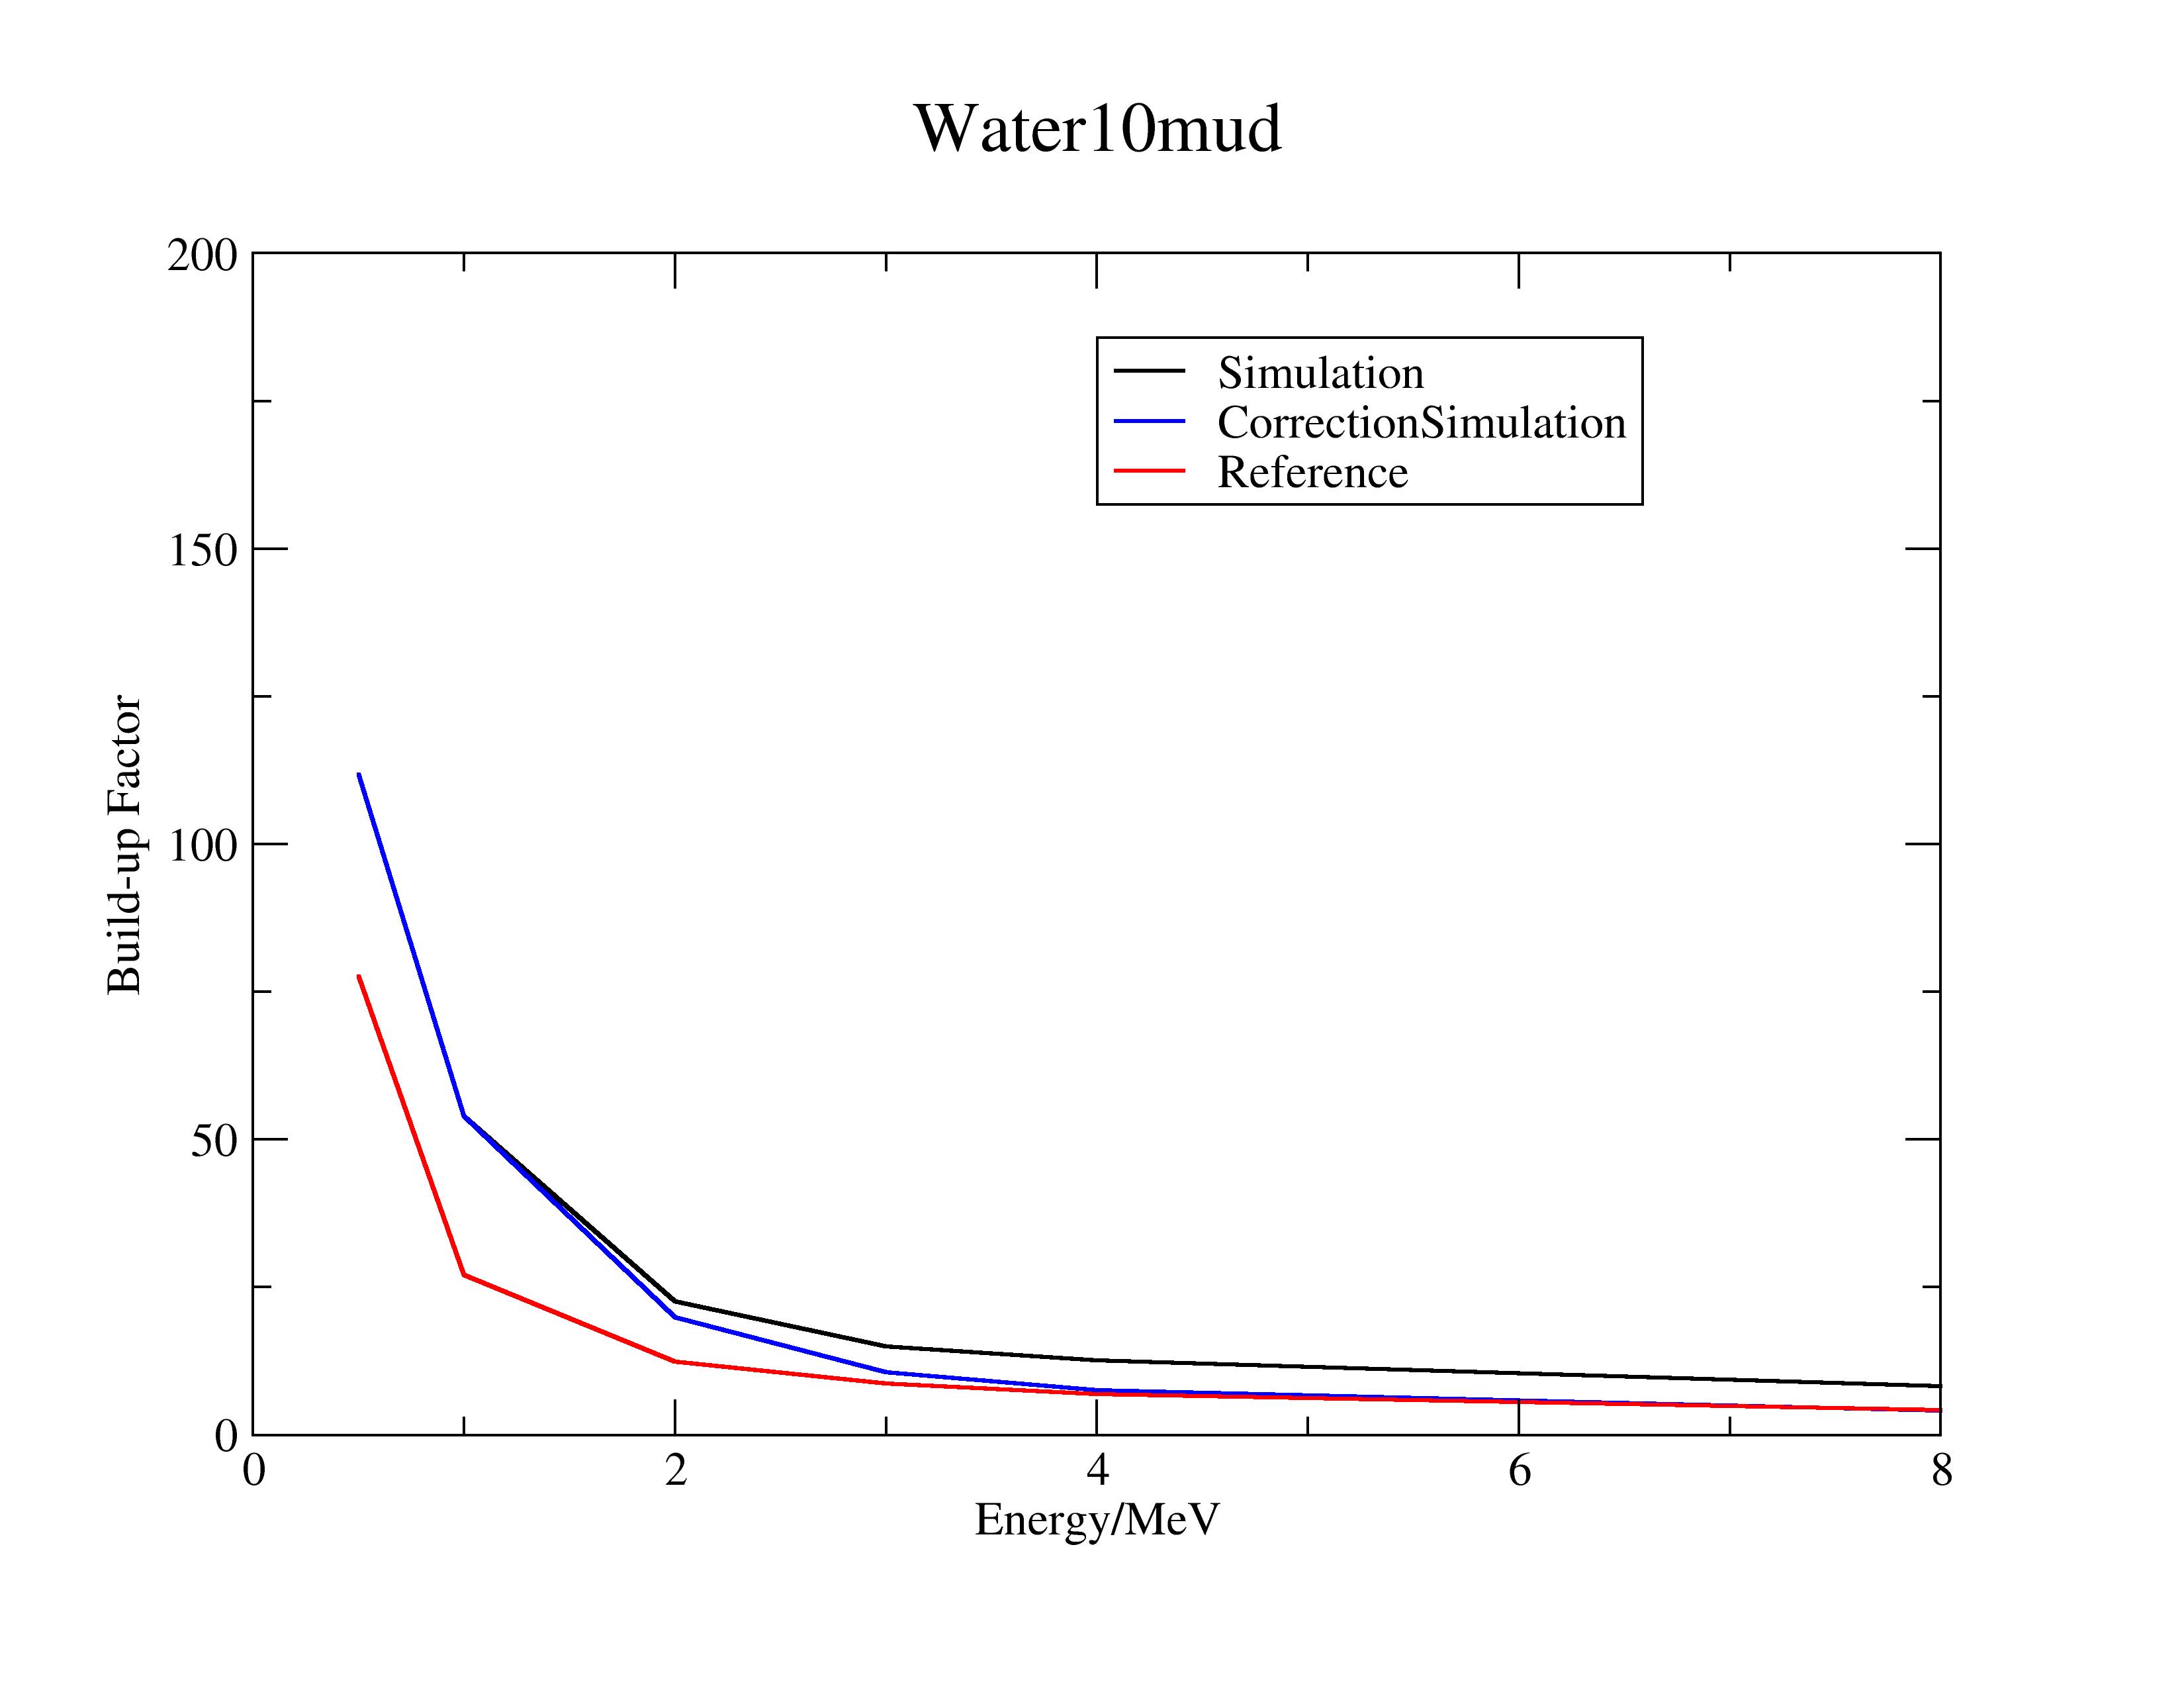 Water10mud
200
150
100
50
0
Build-up Factor
Simulation
CorrectionSimulation
Reference
0 2 4 6 8
Energy/MeV